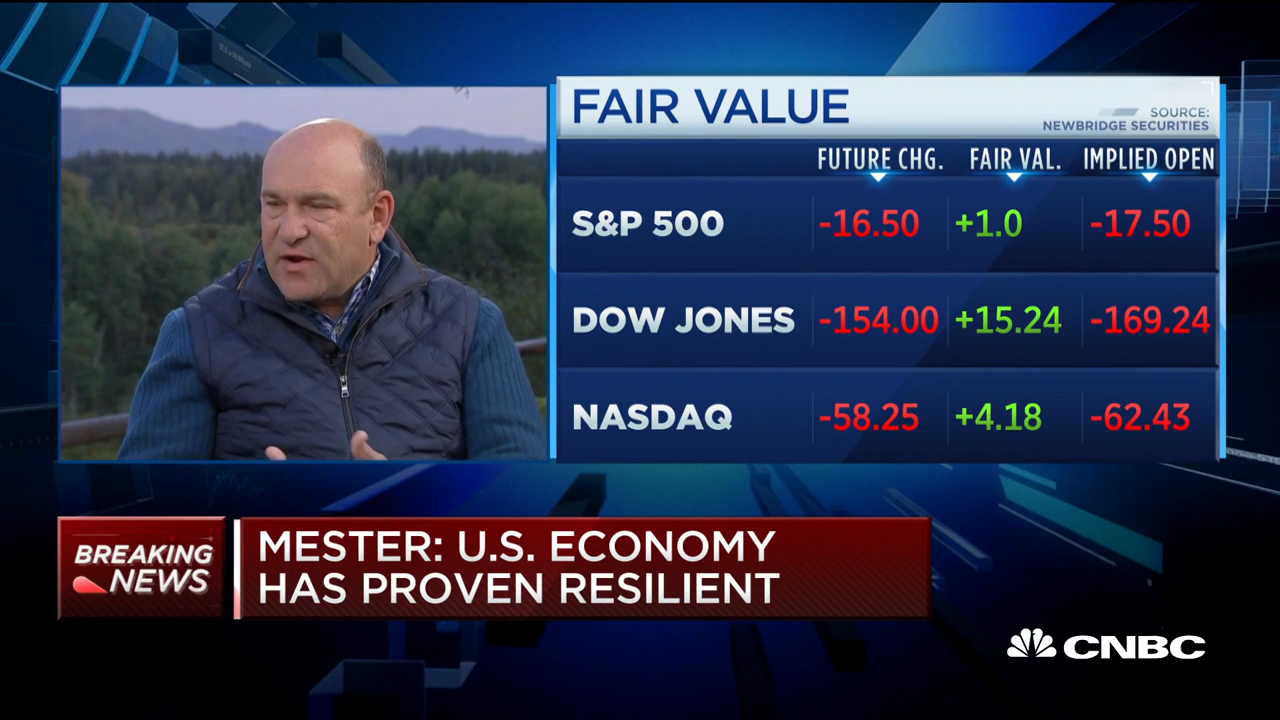 FAIR VALUE
SOURCE:
NEWBRIDGE SECURITIES
FUTURE CHG. FAIR VAL. IMPLIED OPEN
S&P 500 -16.50 +1.0 -17.50
DOW JONES -154.00 +15.24 -169.24
NASDAQ -58.25 +4.18 -62.43
BREAKING NEWS
MESTER: U.S. ECONOMY
HAS PROVEN RESILIENT
CNBC